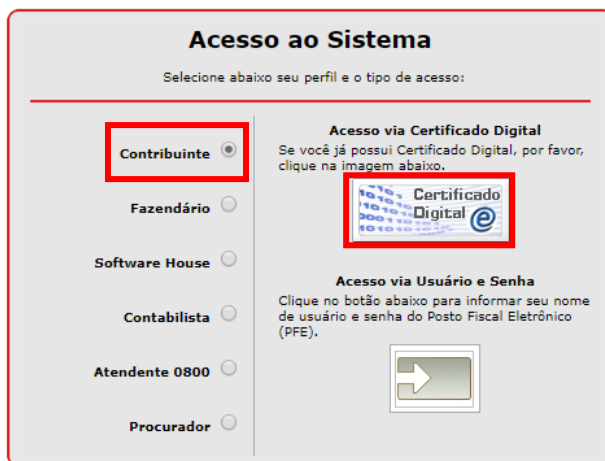 Acesso ao Sistema
Selecione abaixo seu perfil e o tipo de acesso:
Contribuinte
Fazendário
Software House
Contabilista
Atendente 0800
Procurador
Acesso via Certificado Digital
Se você já possui Certificado Digital, por favor,
clique na imagem abaixo.
Certificado
Digital
Acesso via Usuário e Senha
Clique no botão abaixo para informar seu nome
de usuário e senha do Posto Fiscal Eletrônico
(PFE).